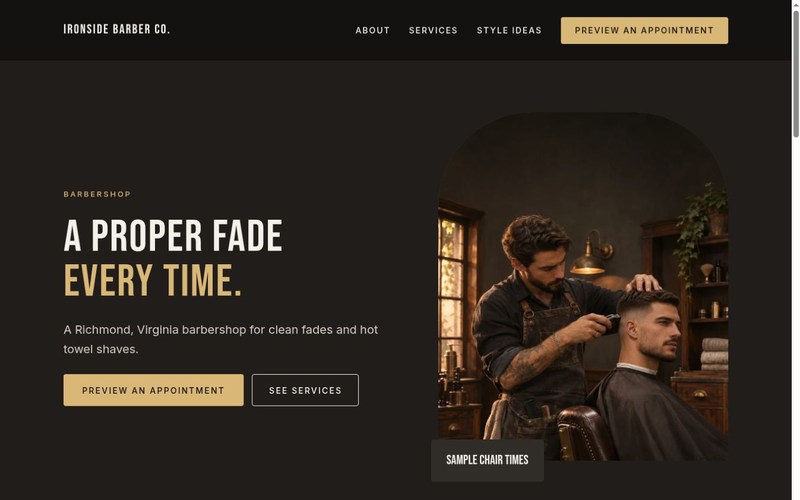 IRONSIDE BARBER CO.
ABOUT SERVICES STYLE IDEAS PREVIEW AN APPOINTMENT
BARBERSHOP
A PROPER FADE
EVERY TIME.
A Richmond, Virginia barbershop for clean fades and hot
towel shaves.
PREVIEW AN APPOINTMENT SEE SERVICES
SAMPLE CHAIR TIMES